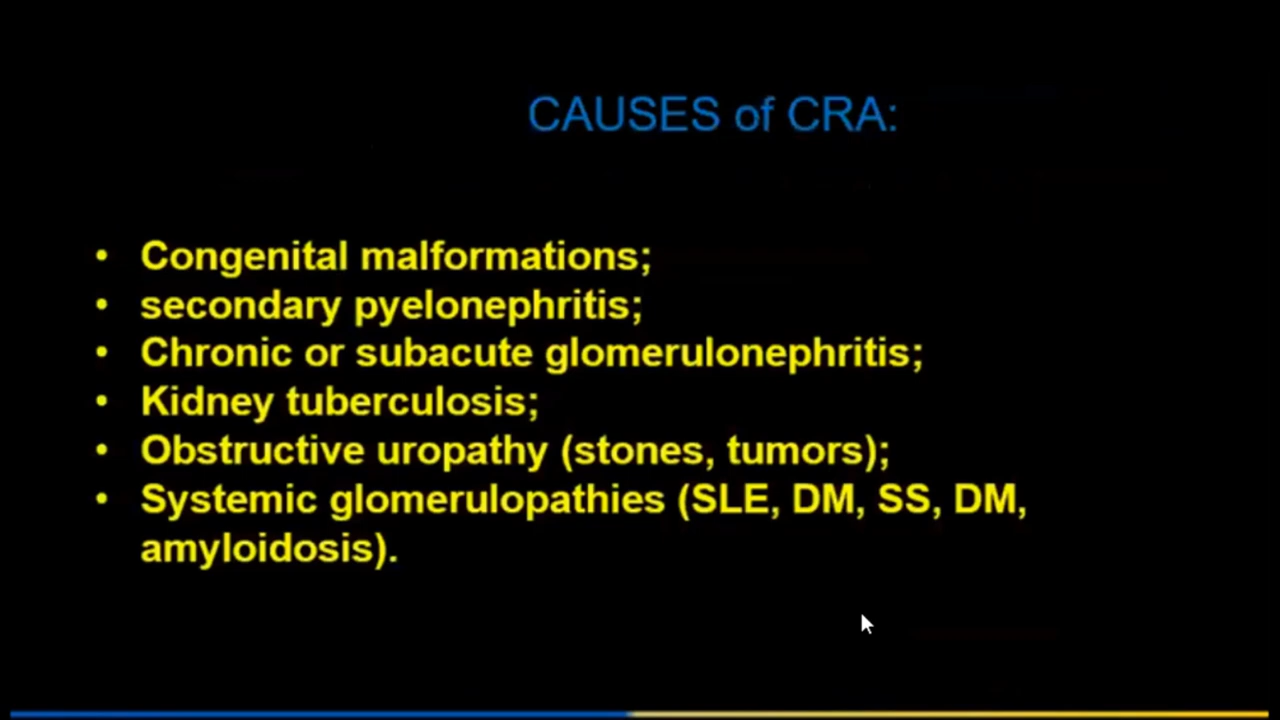 CAUSES of CRA:
• Congenital malformations;
• secondary pyelonephritis;
• Chronic or subacute glomerulonephritis;
• Kidney tuberculosis;
• Obstructive uropathy (stones, tumors);
• Systemic glomerulopathies (SLE, DM, SS, DM,
amyloidosis).